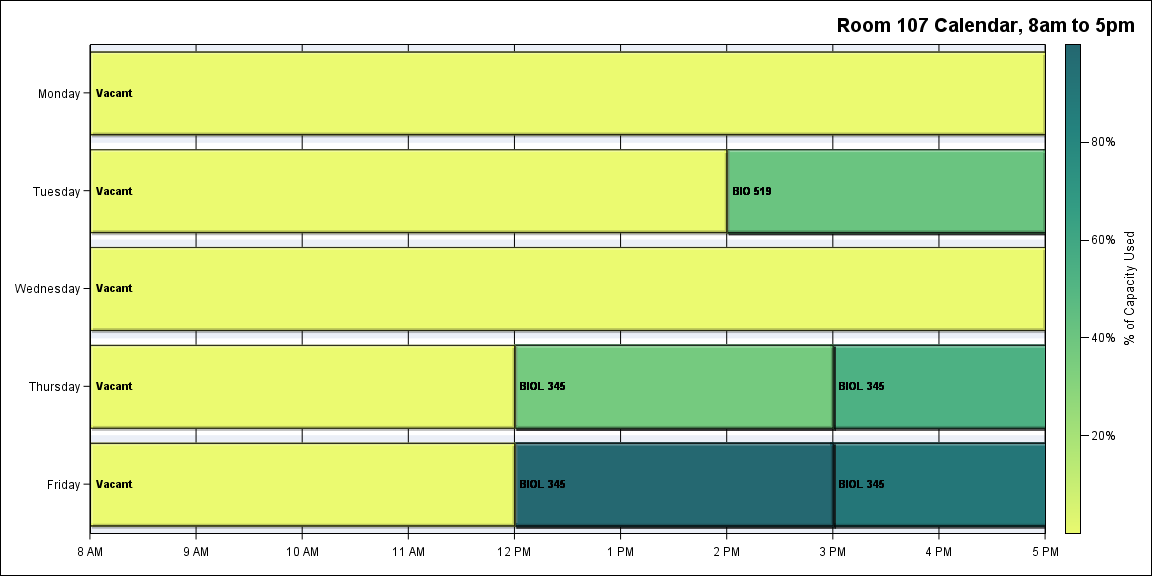 Room 107 Calendar, 8am to 5pm
Monday
Vacant
Tuesday
Vacant
BIO 519
Wednesday
Vacant
Thursday
Vacant
BIOL 345
BIOL 345
Friday
Vacant
BIOL 345
BIOL 345
8 AM 9 AM 10 AM 11 AM 12 PM 1 PM 2 PM 3 PM 4 PM 5 PM
80%
60%
40%
20%
% of Capacity Used